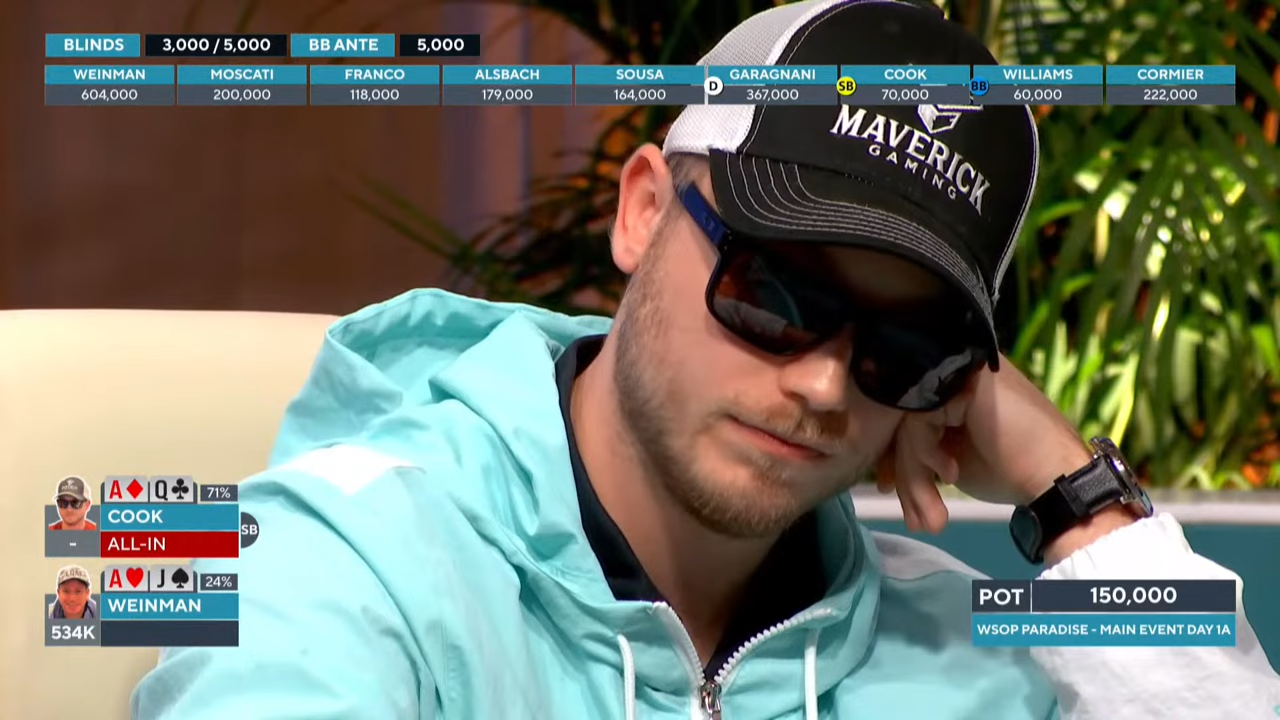 BLINDS 3,000 / 5,000 BB ANTE 5,000
WEINMAN MOSCATI FRANCO ALSBACH SOUSA GARAGNANI COOK WILLIAMS CORMIER
604,000 200,000 118,000 179,000 164,000 D 367,000 SB 70,000 BB 60,000 222,000
MAVERICK
GAMING
A♦ Q♣ 71%
COOK
SB
- ALL-IN
A♥ J♠ 24%
WEINMAN
534K
POT 150,000
WSOP PARADISE - MAIN EVENT DAY 1A